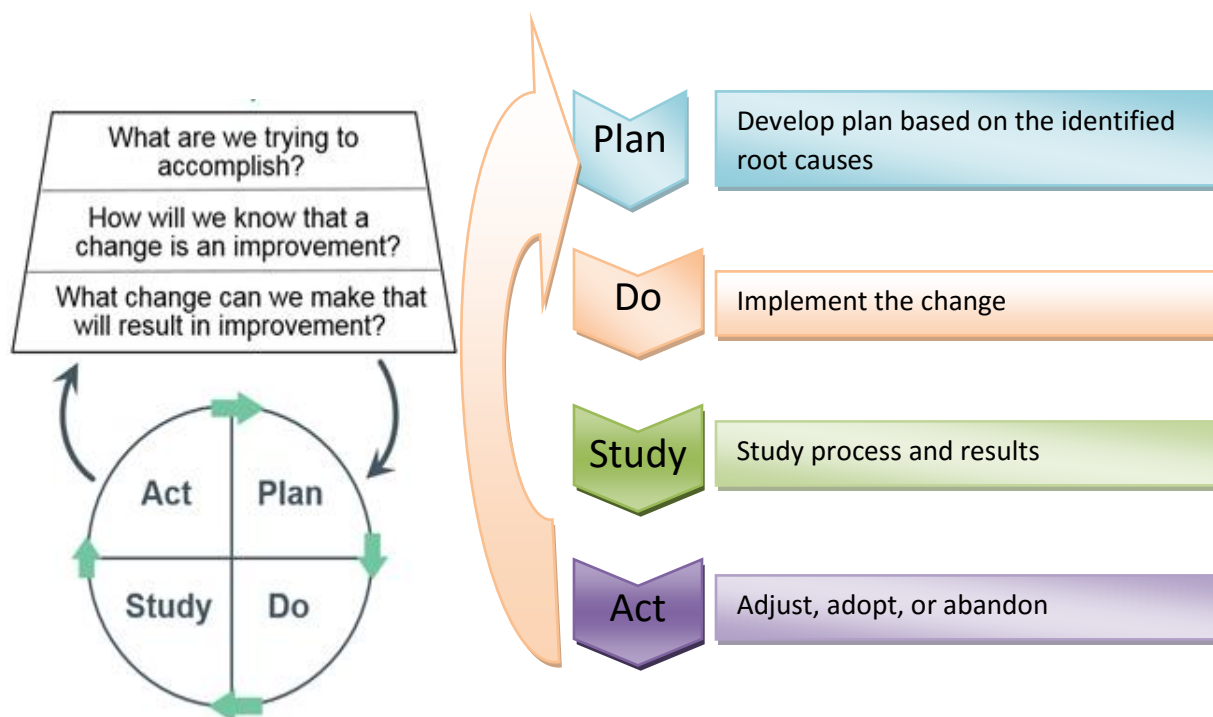 What are we trying to
accomplish?
How will we know that a
change is an improvement?
What change can we make that
will result in improvement?
Act
Plan
Study
Do
Plan
Develop plan based on the identified
root causes
Do
Implement the change
Study
Study process and results
Act
Adjust, adopt, or abandon